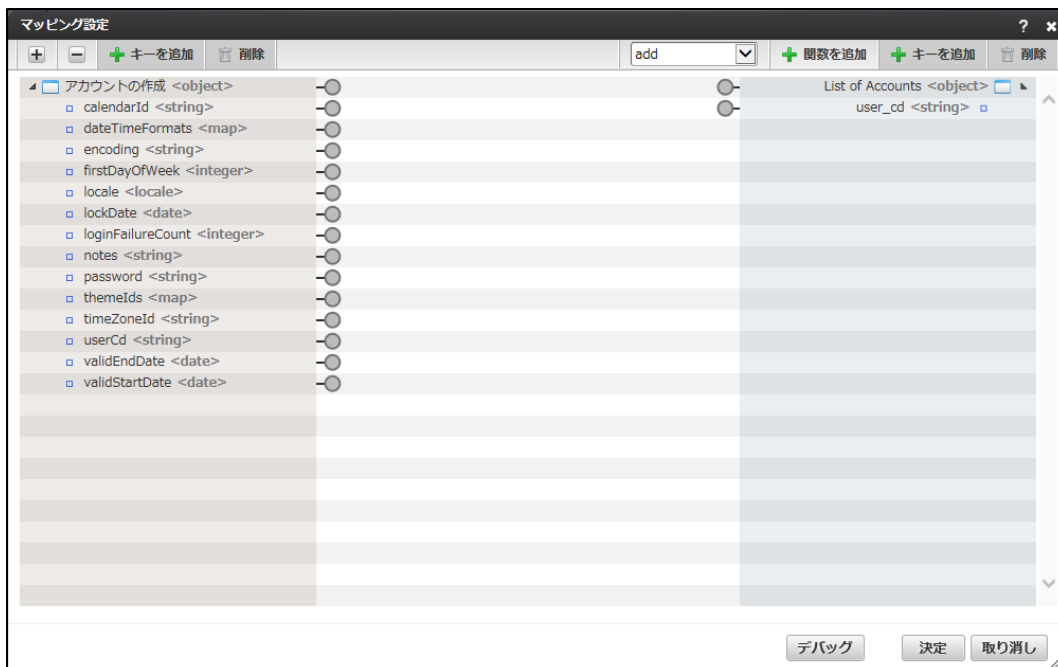 マッピング設定
? ×
+ - キーを追加 削除 add 関数を追加 キーを追加 削除
アカウントの作成 <object> List of Accounts <object>
calendarId <string> user_cd <string>
dateTimeFormats <map>
encoding <string>
firstDayOfWeek <integer>
locale <locale>
lockDate <date>
loginFailureCount <integer>
notes <string>
password <string>
themeIds <map>
timeZoneId <string>
userCd <string>
validEndDate <date>
validStartDate <date>
デバッグ 決定 取り消し